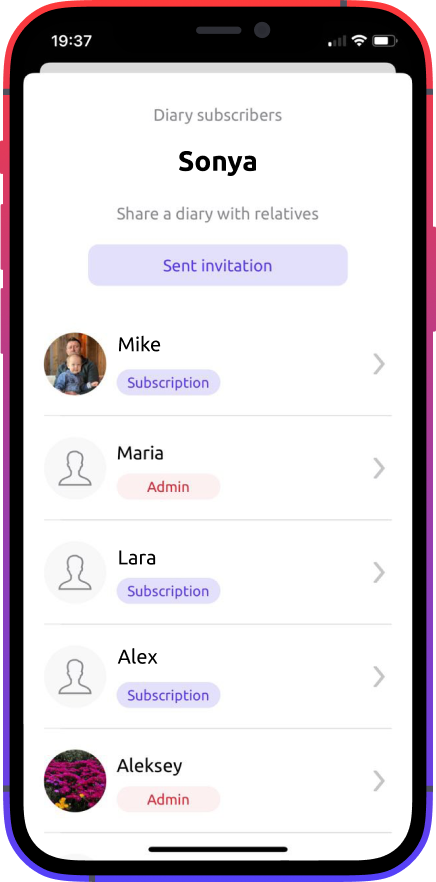 19:37
Diary subscribers
Sonya
Share a diary with relatives
Sent invitation
Mike
Subscription
Maria
Admin
Lara
Subscription
Alex
Subscription
Aleksey
Admin